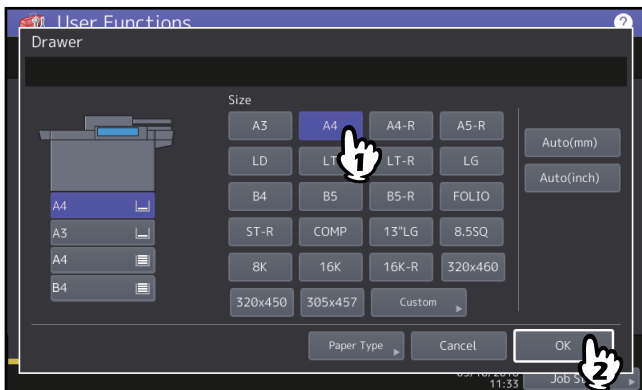 User Functions ?
Drawer
Size
A3 A4 A4-R A5-R
Auto(mm)
LD LT LT-R LG
Auto(inch)
B4 B5 B5-R FOLIO
A4
ST-R COMP 13"LG 8.5SQ
A3
A4
8K 16K 16K-R 320x460
B4
320x450 305x457 Custom
Paper Type Cancel OK
11:33 Job
1
2